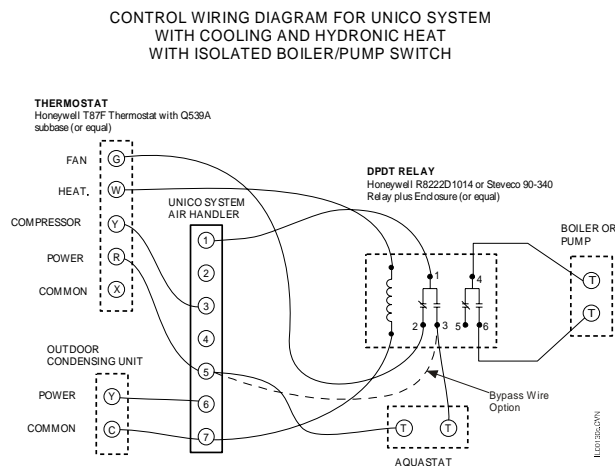 CONTROL WIRING DIAGRAM FOR UNICO SYSTEM
WITH COOLING AND HYDRONIC HEAT
WITH ISOLATED BOILER/PUMP SWITCH
THERMOSTAT
Honeywell T87F Thermostat with Q539A
subbase (or equal)
FAN
G
HEAT.
W
COMPRESSOR
Y
POWER
R
COMMON
X
UNICO SYSTEM
AIR HANDLER
1
2
3
4
5
6
7
DPDT RELAY
Honeywell R8222D1014 or Steveco 90-340
Relay plus Enclosure (or equal)
1
4
2
3
5
6
BOILER OR
PUMP
T
T
OUTDOOR
CONDENSING UNIT
POWER
Y
COMMON
C
Bypass Wire
Option
T
T
AQUASTAT